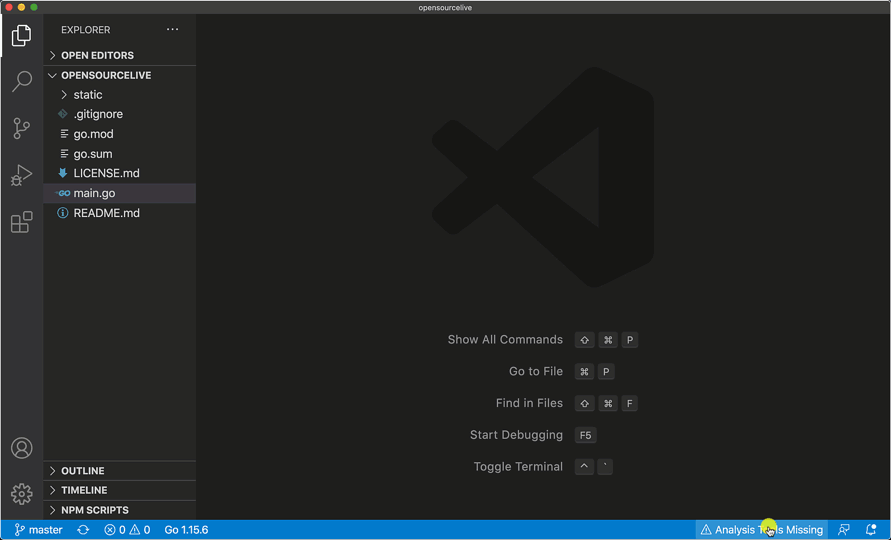 opensourcelive
EXPLORER
OPEN EDITORS
OPENSOURCELIVE
static
.gitignore
go.mod
go.sum
LICENSE.md
GO main.go
README.md
Show All Commands ⇧ ⌘ P
Go to File ⌘ P
Find in Files ⇧ ⌘ F
Start Debugging F5
Toggle Terminal ^ `
OUTLINE
TIMELINE
NPM SCRIPTS
master 0 0 Go 1.15.6 Analysis Missing